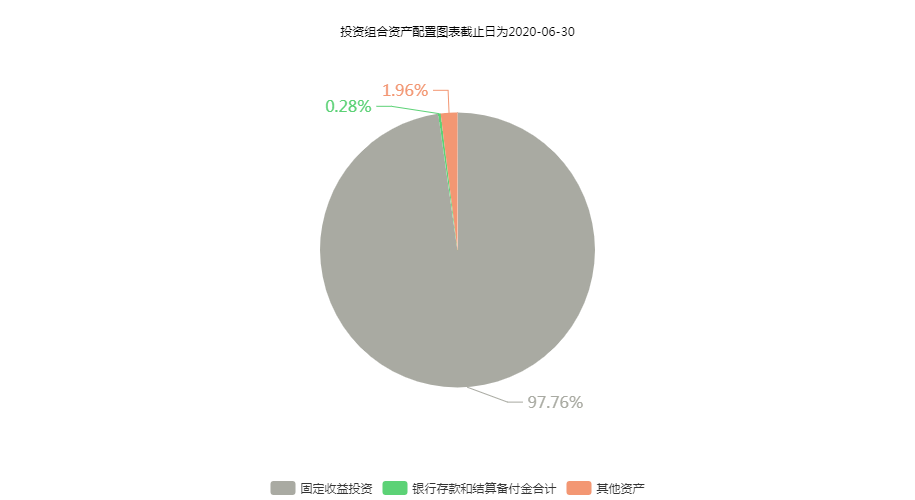 投资组合资产配置图表截止日为2020-06-30
1.96%
0.28%
97.76%
固定收益投资
银行存款和结算备付金合计
其他资产